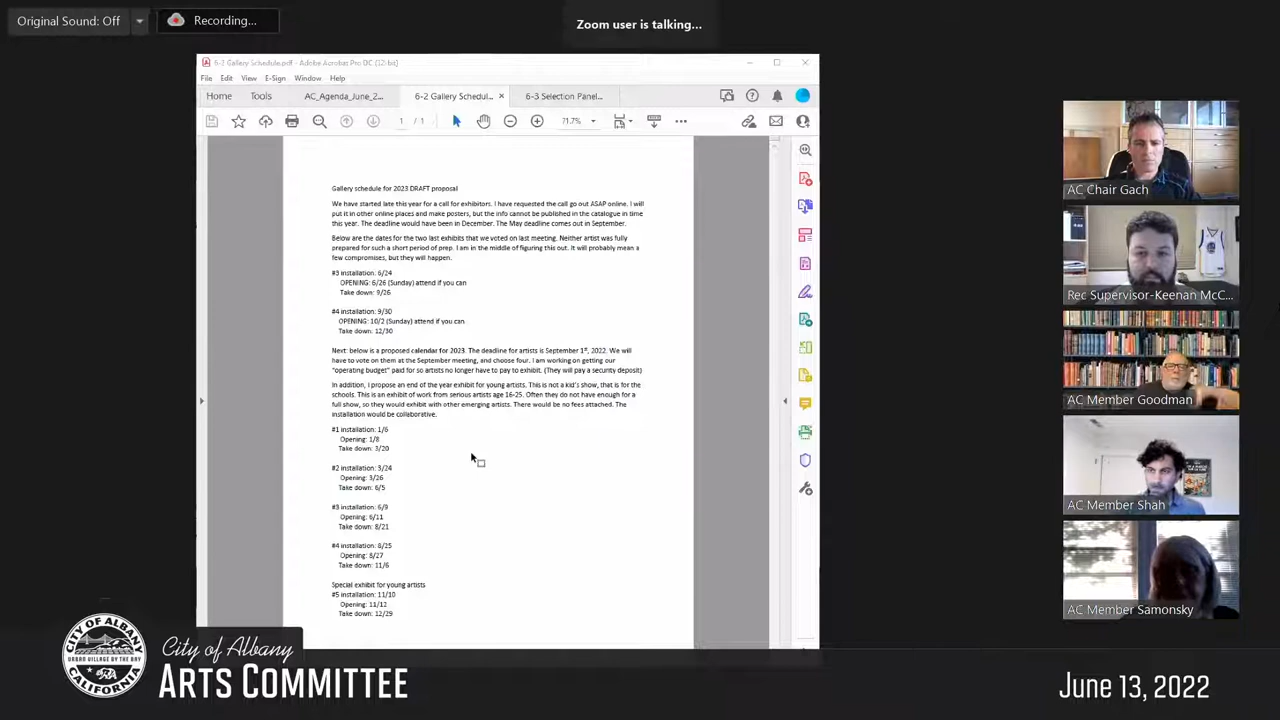 Original Sound: Off
Recording...
Zoom user is talking...
6-2 Gallery Schedule.pdf - Adobe Acrobat Pro DC (32-bit)
File Edit View E-Sign Window Help
Home Tools AC_Agenda_June_2... 6-2 Gallery Schedul... × 6-3 Selection Panel...
1 / 1 71.7%
Gallery schedule for 2023 DRAFT proposal
We have started late this year for a call for exhibitors. I have requested the call go out ASAP online. I will
put it in other online places and make posters, but the info cannot be published in the catalogue in time
this year. The deadline would have been in December. The May deadline comes out in September.
Below are the dates for the two last exhibits that we voted on last meeting. Neither artist was fully
prepared for such a short period of prep. I am in the middle of figuring this out. It will probably mean a
few compromises, but they will happen.
#3 installation: 6/24
OPENING: 6/26 (Sunday) attend if you can
Take down: 9/26
#4 installation: 9/30
OPENING: 10/2 (Sunday) attend if you can
Take down: 12/30
Next: below is a proposed calendar for 2023. The deadline for artists is September 1st, 2022. We will
have to vote on them at the September meeting, and choose four. I am working on getting our
"operating budget" paid for so artists no longer have to pay to exhibit. (They will pay a security deposit)
In addition, I propose an end of the year exhibit for young artists. This is not a kid's show, that is for the
schools. This is an exhibit of work from serious artists age 16-25. Often they do not have enough for a
full show, so they would exhibit with other emerging artists. There would be no fees attached. The
installation would be collaborative.
#1 installation: 1/6
Opening: 1/8
Take down: 3/20
#2 installation: 3/24
Opening: 3/26
Take down: 6/5
#3 installation: 6/9
Opening: 6/11
Take down: 8/21
#4 installation: 8/25
Opening: 8/27
Take down: 11/6
Special exhibit for young artists
#5 installation: 11/10
Opening: 11/12
Take down: 12/29
AC Chair Gach
Rec Supervisor-Keenan McC...
AC Member Goodman
AC Member Shah
AC Member Samonsky
CITY OF ALBANY
URBAN VILLAGE BY THE BAY
CALIFORNIA
City of Albany
ARTS COMMITTEE
June 13, 2022